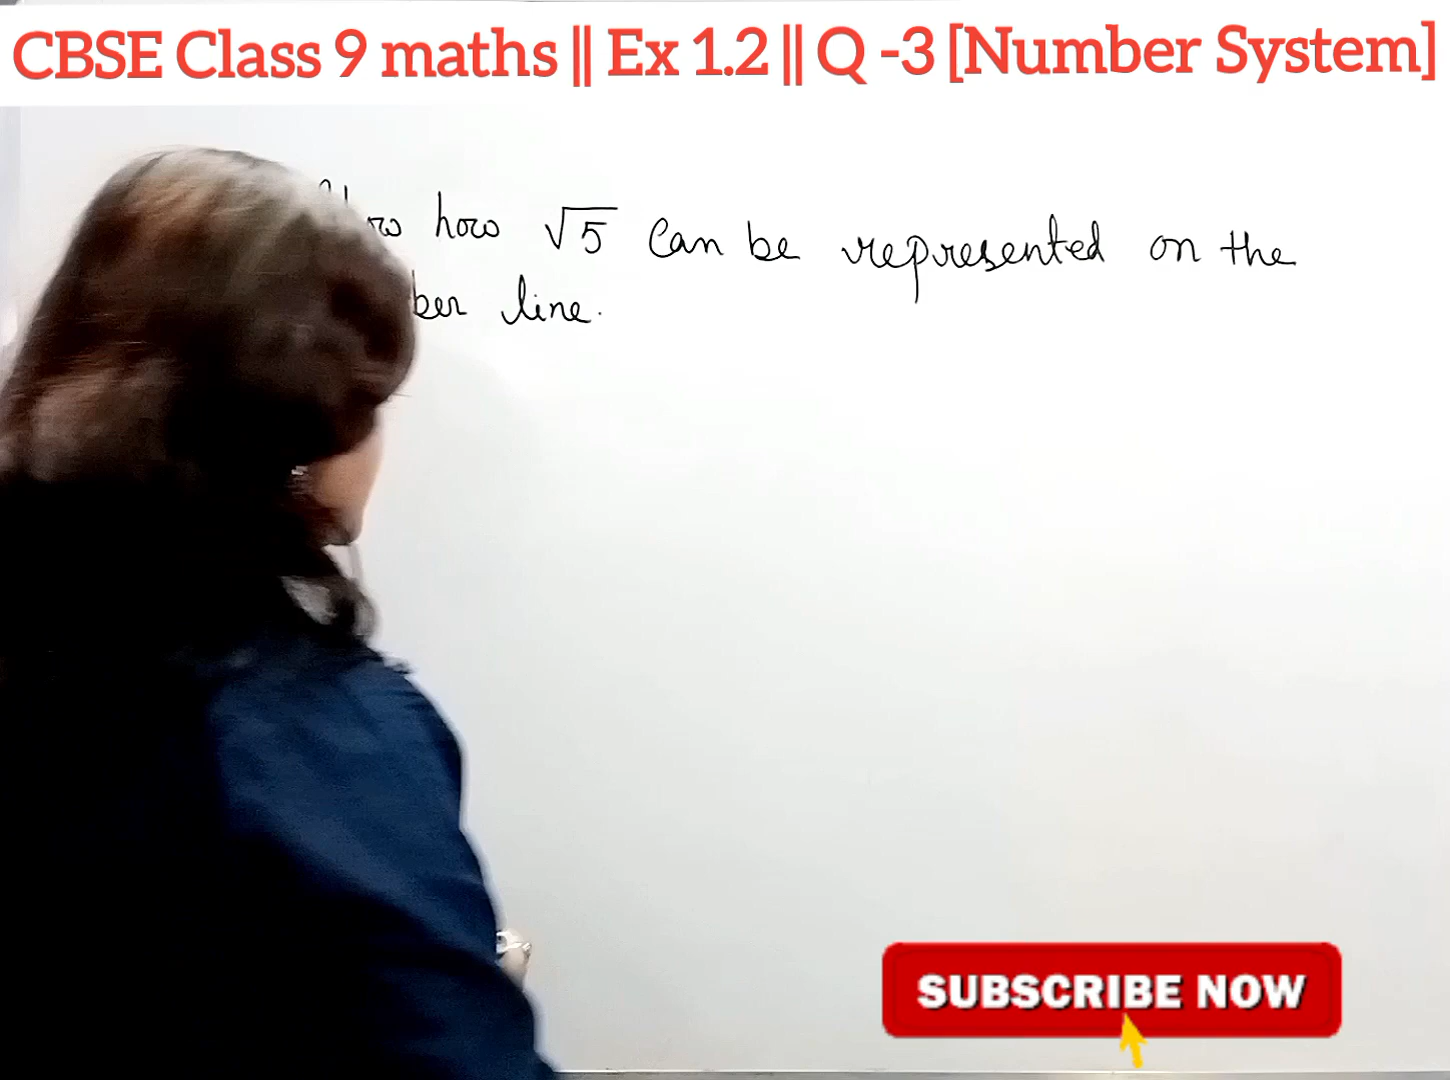 CBSE Class 9 maths || Ex 1.2 || Q -3 [Number System]
how √5 Can be represented on the
line.
SUBSCRIBE NOW